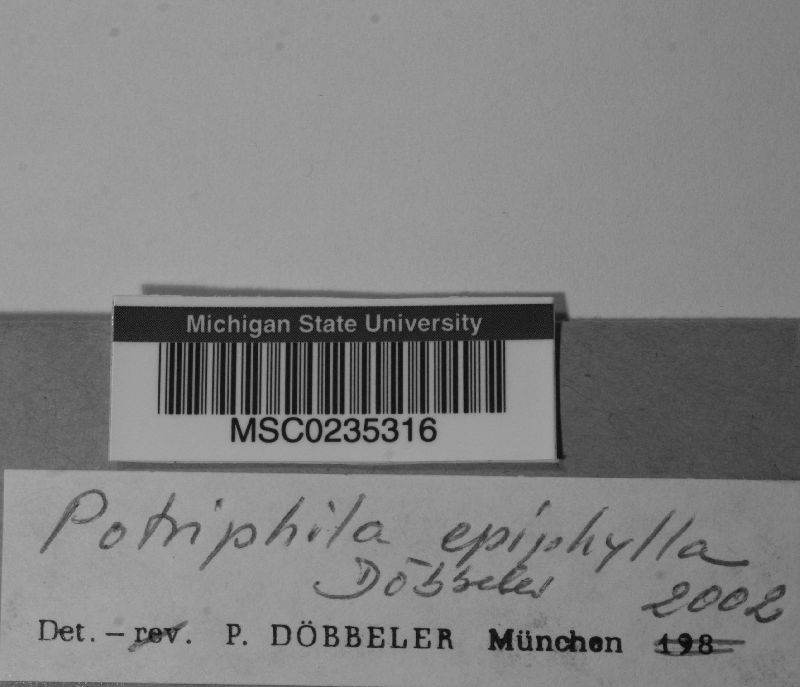 Michigan State University
MSC0235316
Potriphila epiphylla
Döbbeler 2002
Det. - rev. P. DÖBBELER München 198